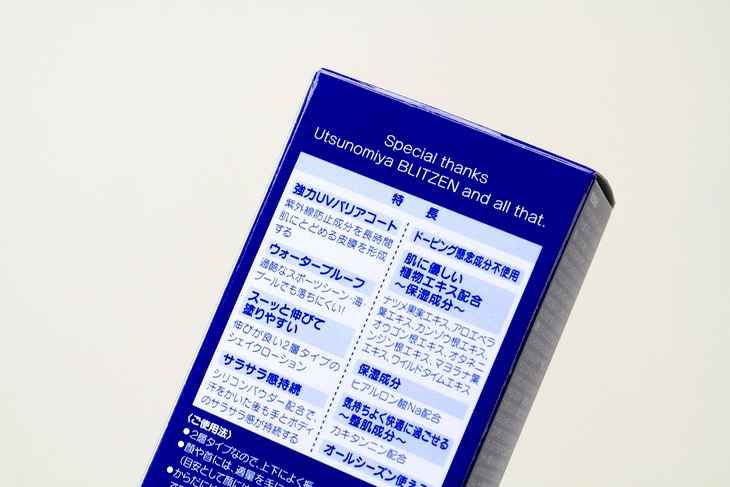 Special thanks
Utsunomiya BLITZEN and all that.
特 長
強力UVバリアコート
紫外線防止成分を長時間
肌にとどめる皮膜を形成
する
ウォータープルーフ
過酷なスポーツシーン・海・
プールでも落ちにくい!
スーッと伸びて
塗りやすい
伸びが良い2層タイプの
シェイクローション
サラサラ感持続
シリコンパウダー配合で、
汗をかいた後も手とボディ
のサラサラ感が持続する
ドーピング懸念成分不使用
肌に優しい
植物エキス配合
〜保湿成分〜
ナツメ果実エキス、アロエベラ
葉エキス、カンゾウ根エキス、
オウゴン根エキス、オタネニ
ンジン根エキス、マヨラナ葉
エキス、ワイルドタイムエキス
保湿成分
ヒアルロン酸Na配合
気持ちよく快適に過ごせる
〜整肌成分〜
カキタンニン配合
オールシーズン使える
〈ご使用法〉
●2層タイプなので、上下によく振
●顔や首には、適量を手に
(目安として顔に
●からだには